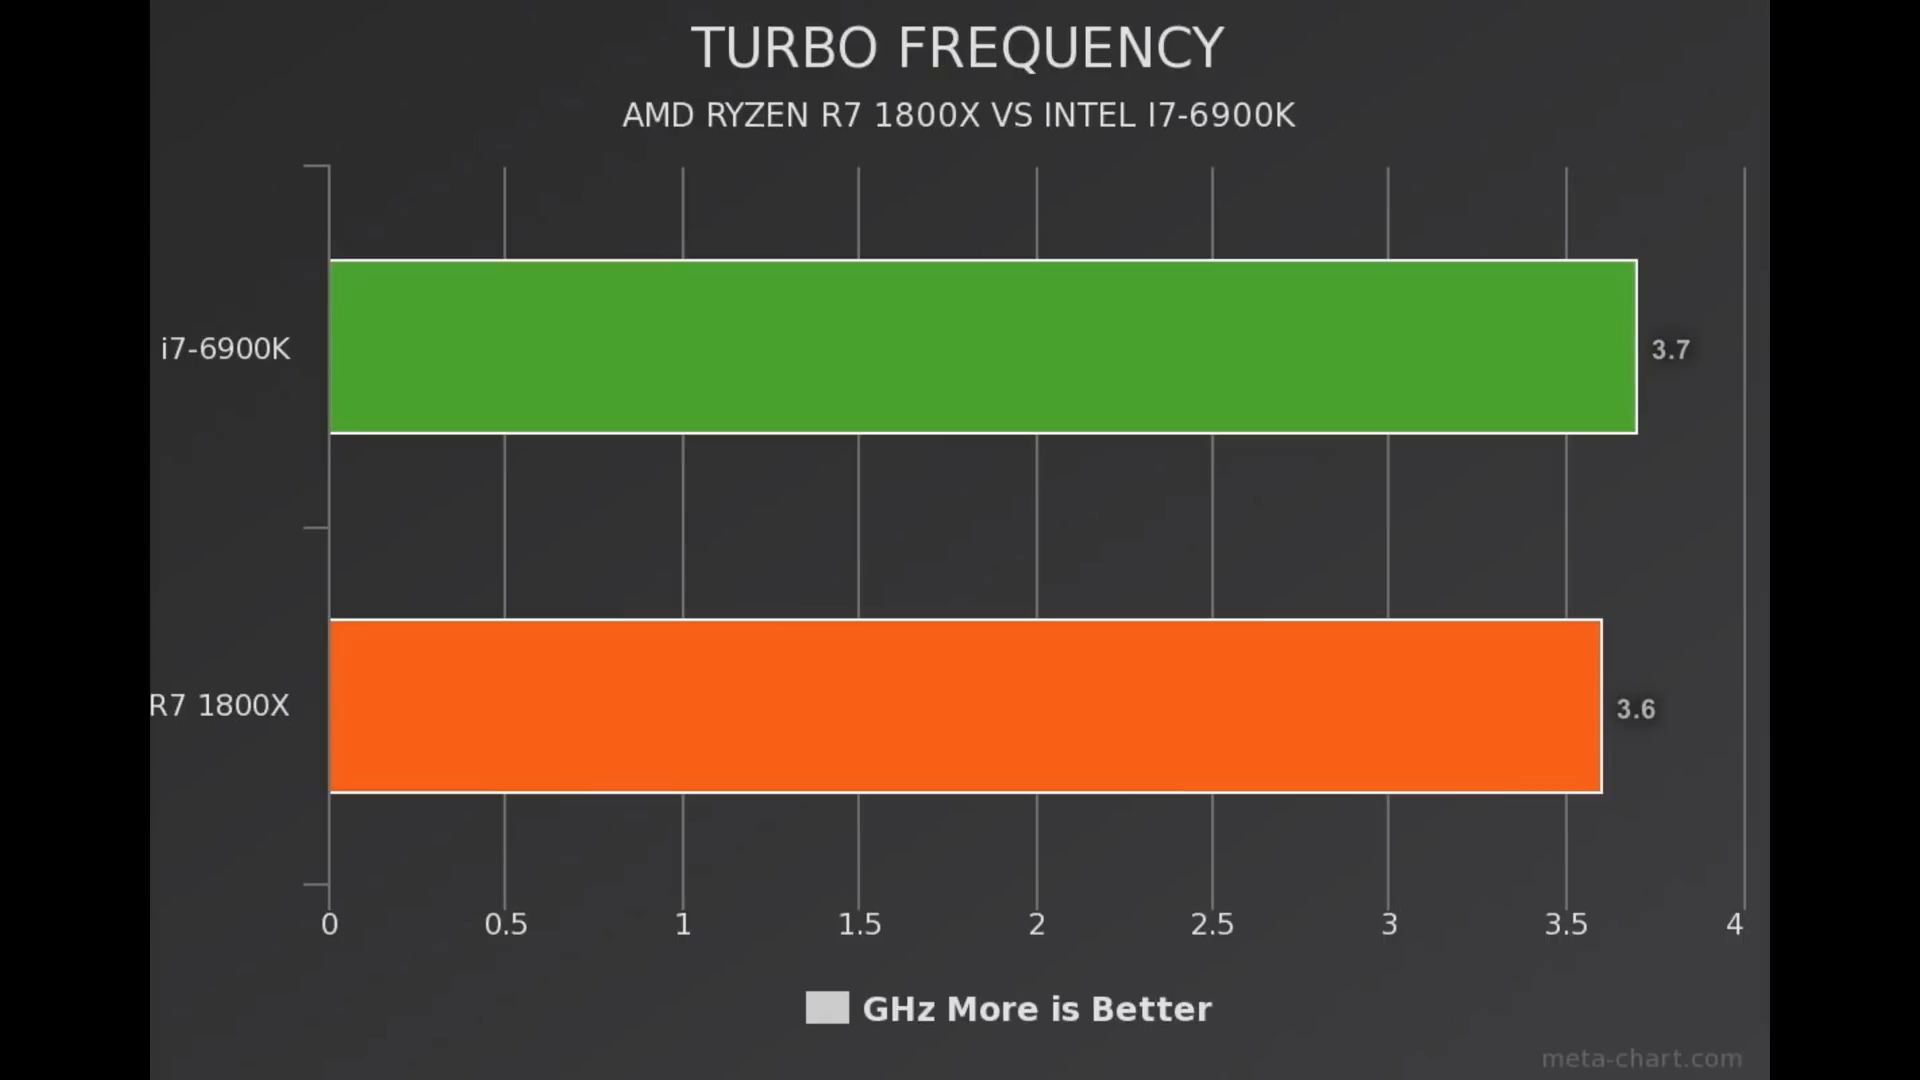 TURBO FREQUENCY
AMD RYZEN R7 1800X VS INTEL I7-6900K
i7-6900K
3.7
R7 1800X
3.6
0 0.5 1 1.5 2 2.5 3 3.5 4
GHz More is Better
meta-chart.com